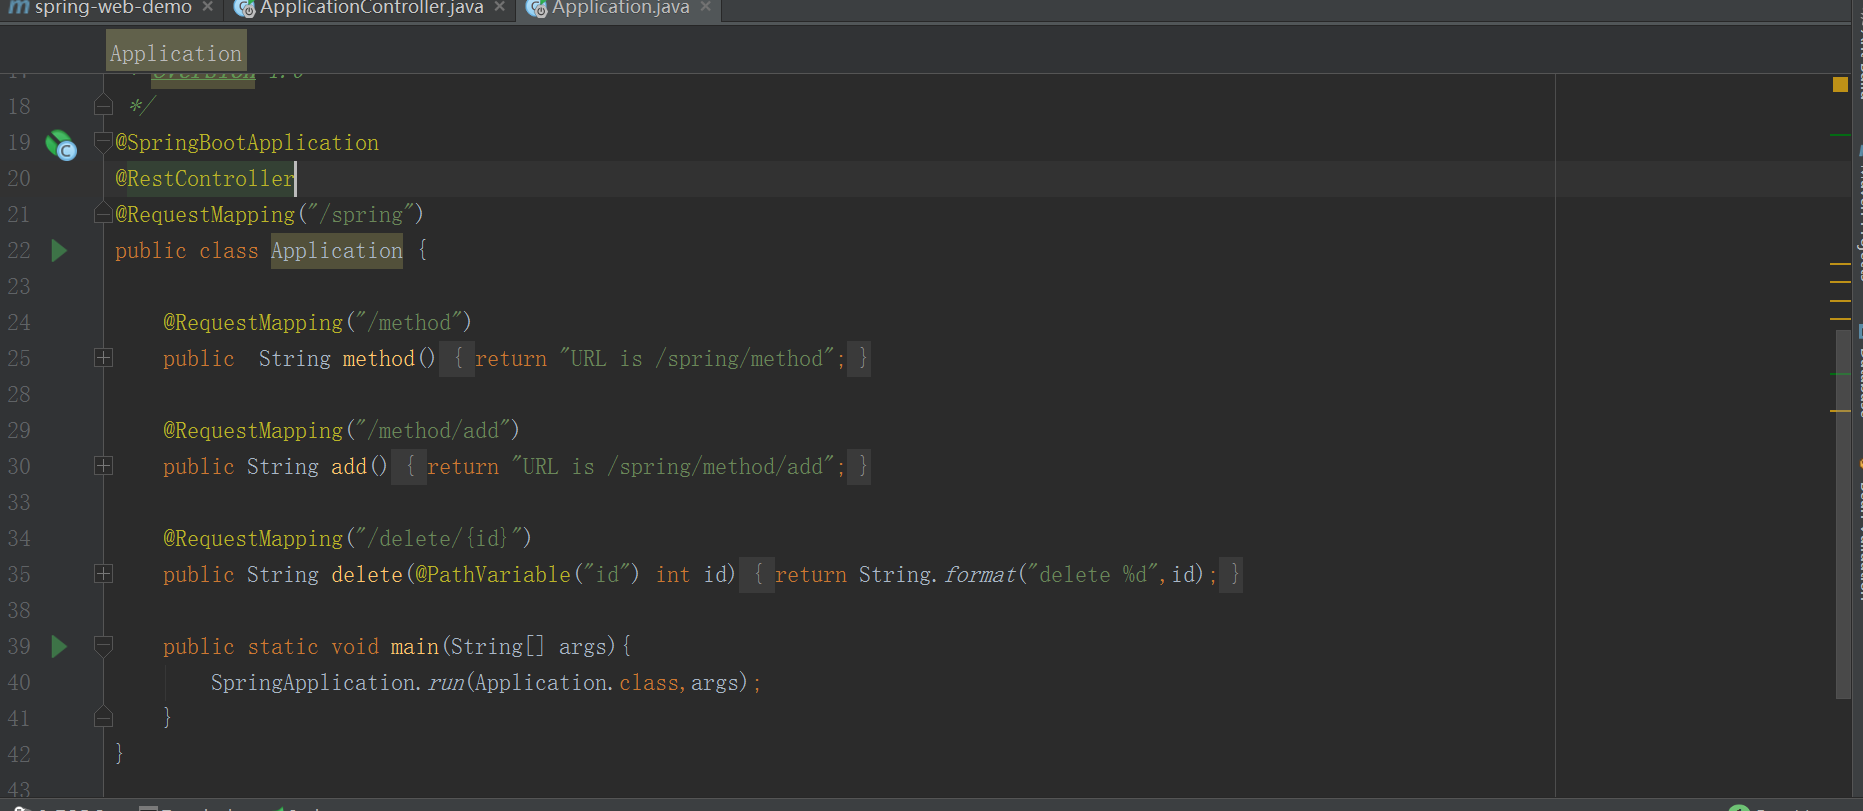 spring-web-demo × ApplicationController.java × Application.java ×
Application
18 */
19 @SpringBootApplication
20 @RestController
21 @RequestMapping("/spring")
22 public class Application {
23
24 @RequestMapping("/method")
25 public  String method() { return "URL is /spring/method"; }
28
29 @RequestMapping("/method/add")
30 public String add() { return "URL is /spring/method/add"; }
33
34 @RequestMapping("/delete/{id}")
35 public String delete(@PathVariable("id") int id) { return String.format("delete %d",id); }
38
39 public static void main(String[] args){
40 SpringApplication.run(Application.class,args);
41 }
42 }
43